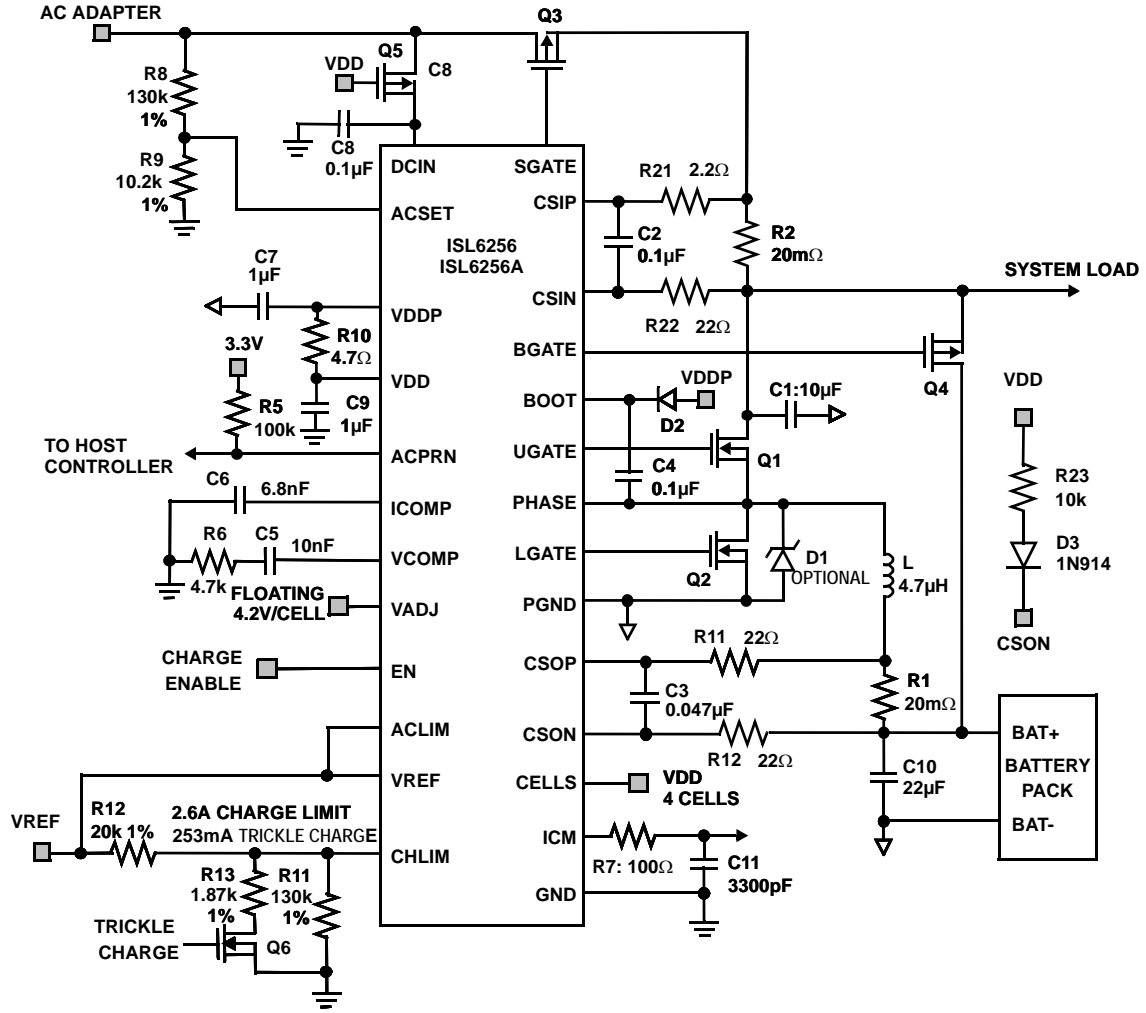 AC ADAPTER
Q3
Q5
VDD
C8
R8
130k
1%
C8
0.1µF
R9
10.2k
1%
DCIN
SGATE
R21 2.2Ω
CSIP
ACSET
ISL6256
ISL6256A
C2
0.1µF
R2
20mΩ
C7
1µF
SYSTEM LOAD
CSIN
R22 22Ω
VDDP
R10
4.7Ω
3.3V
BGATE
Q4
VDD
VDDP
C1:10µF
VDD
BOOT
D2
R5
100k
C9
1µF
TO HOST
CONTROLLER
ACPRN
UGATE
Q1
C4
0.1µF
R23
10k
C6
6.8nF
ICOMP
PHASE
R6
4.7k
C5
10nF
VCOMP
LGATE
Q2
D1
OPTIONAL
L
4.7µH
D3
1N914
FLOATING
4.2V/CELL
VADJ
PGND
CSON
R11 22Ω
CHARGE
ENABLE
EN
CSOP
C3
0.047µF
R1
20mΩ
ACLIM
CSON
R12 22Ω
BAT+
VREF
CELLS
VDD
4 CELLS
C10
22µF
BATTERY
PACK
VREF
R12
20k 1%
2.6A CHARGE LIMIT
253mA TRICKLE CHARGE
CHLIM
ICM
R7: 100Ω
C11
3300pF
BAT-
R13
1.87k
1%
R11
130k
1%
GND
TRICKLE
CHARGE
Q6